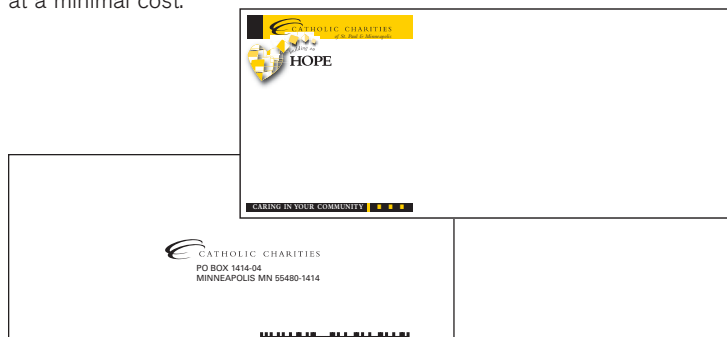 at a minimal cost.
CATHOLIC CHARITIES
of St. Paul & Minneapolis
HOPE
CARING IN YOUR COMMUNITY
CATHOLIC CHARITIES
PO BOX 1414-04
MINNEAPOLIS MN 55480-1414